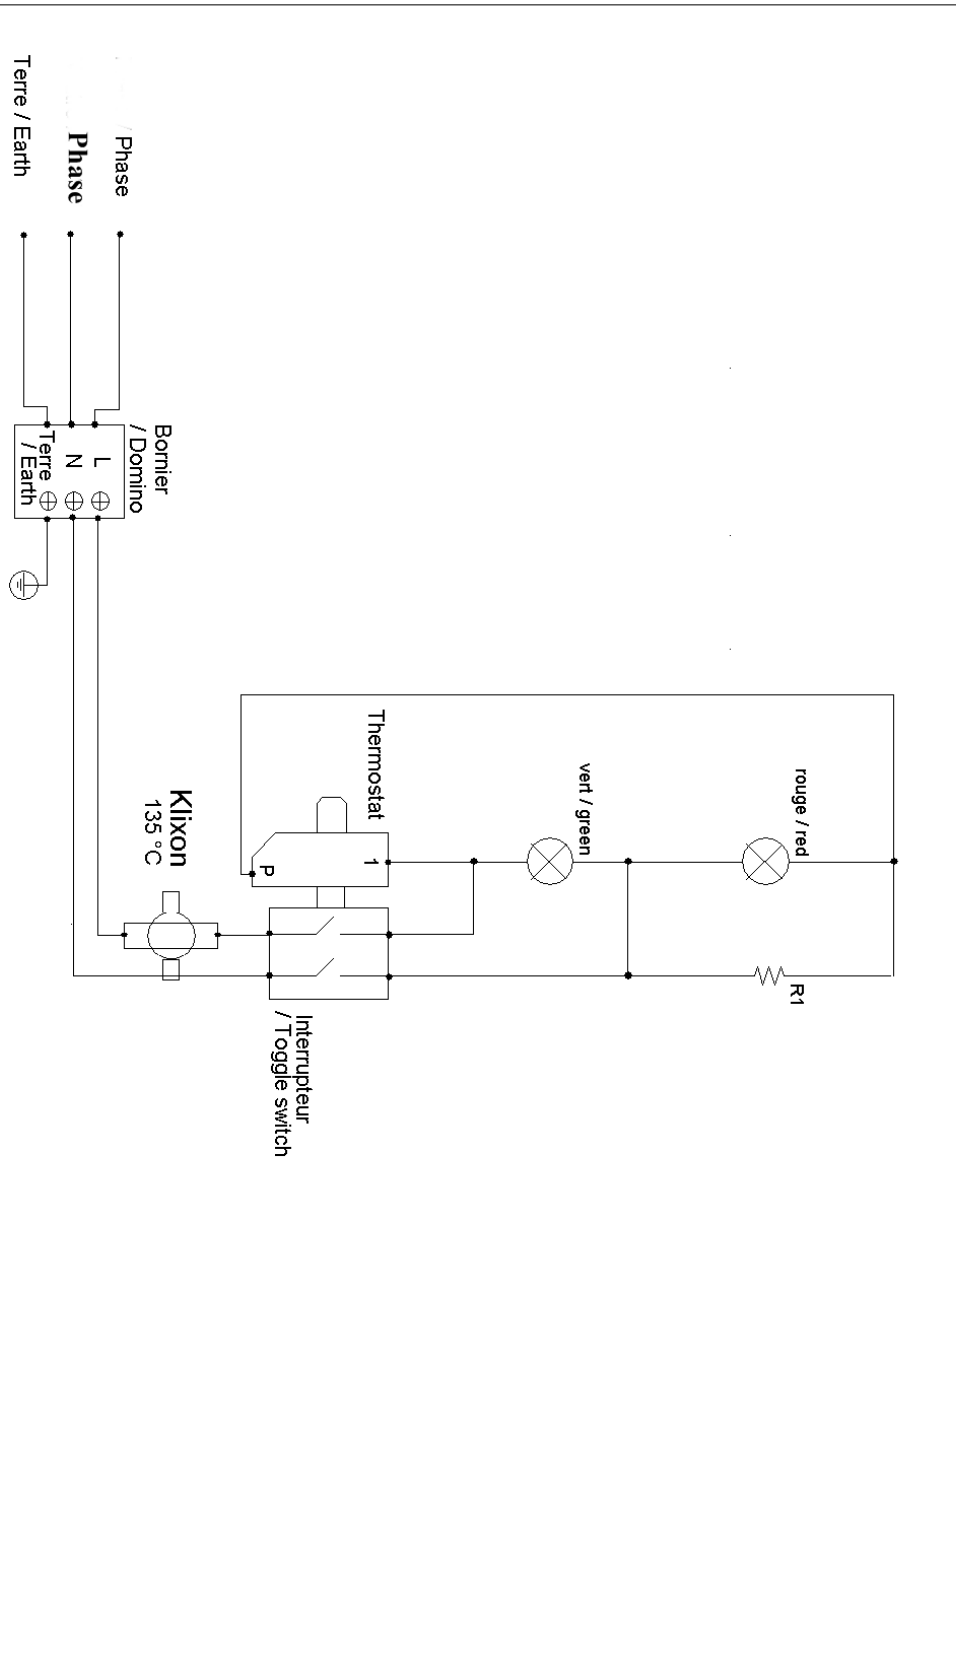 Terre / Earth
Phase
/ Phase
Bornier
/ Domino
L
N
Terre
/ Earth
Thermostat
1
P
Klixon
135 °C
Interrupteur
/ Toggle switch
vert / green
rouge / red
R1